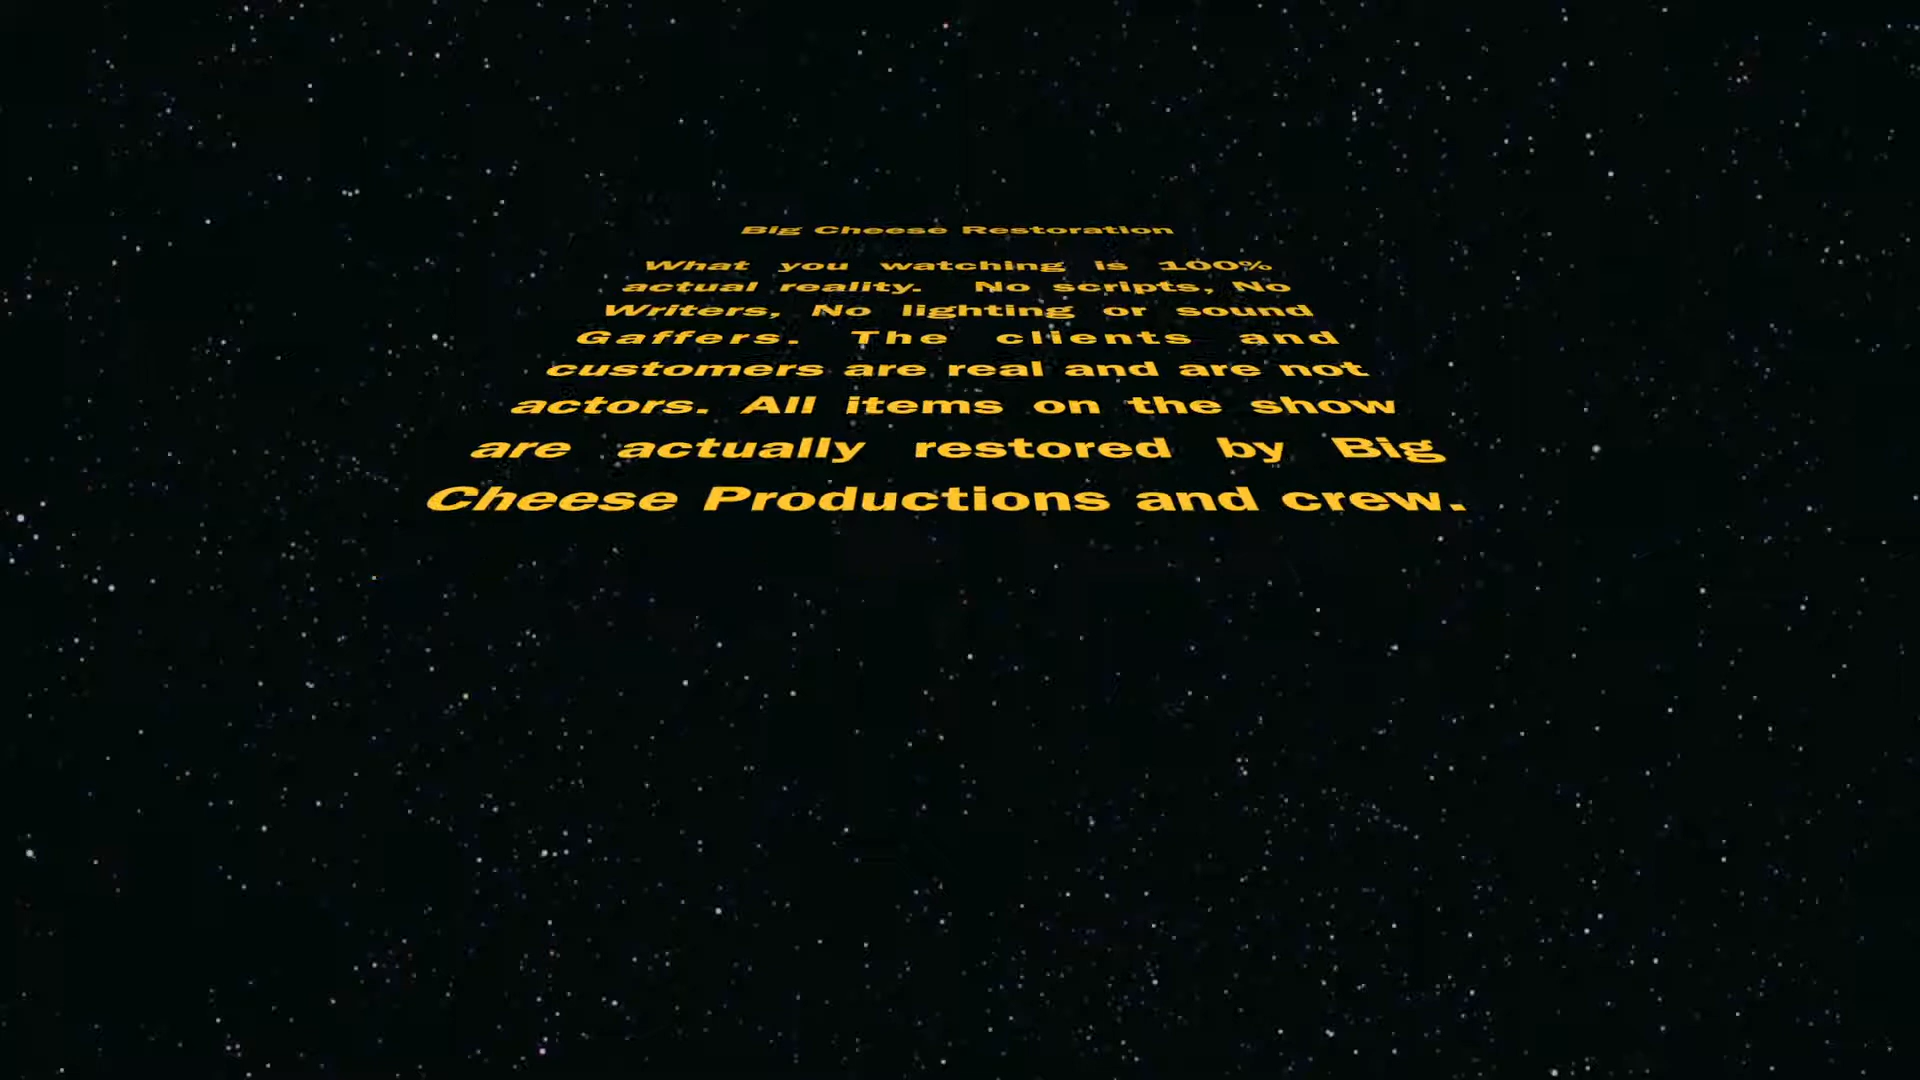 Big Cheese Restoration
What you watching is 100%
actual reality. No scripts, No
Writers, No lighting or sound
Gaffers. The clients and
customers are real and are not
actors. All items on the show
are actually restored by Big
Cheese Productions and crew.